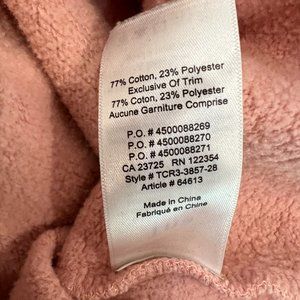 77% Cotton, 23% Polyester
Exclusive Of Trim
77% Coton, 23% Polyester
Aucune Garniture Comprise
P.O. # 4500088269
P.O. # 4500088270
P.O. # 4500088271
CA 23725 RN 122354
Style # TCR3-3857-28
Article # 64613
Made in China
Fabriqué en Chine